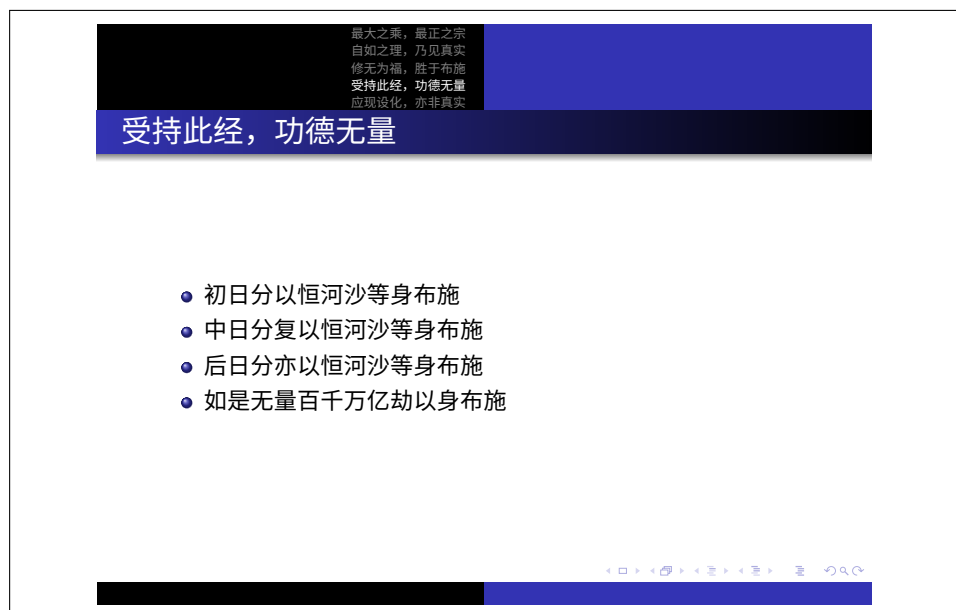 最大之乘，最正之宗
自如之理，乃见真实
修无为福，胜于布施
受持此经，功德无量
应现设化，亦非真实
受持此经，功德无量
初日分以恒河沙等身布施
中日分复以恒河沙等身布施
后日分亦以恒河沙等身布施
如是无量百千万亿劫以身布施